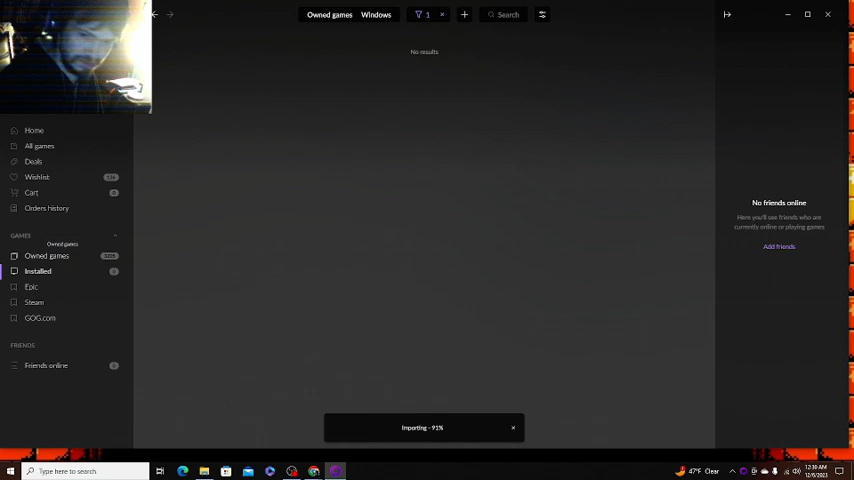 Owned games Windows 1 × + Search
No results
Home
All games
Deals
Wishlist
Cart 0
Orders history
GAMES
Owned games
Owned games
Installed 0
Epic
Steam
GOG.com
FRIENDS
Friends online 0
No friends online
Here you'll see friends who are
currently online or playing games
Add friends
Importing - 91%
Type here to search
47°F Clear
12:30 AM
12/6/2023